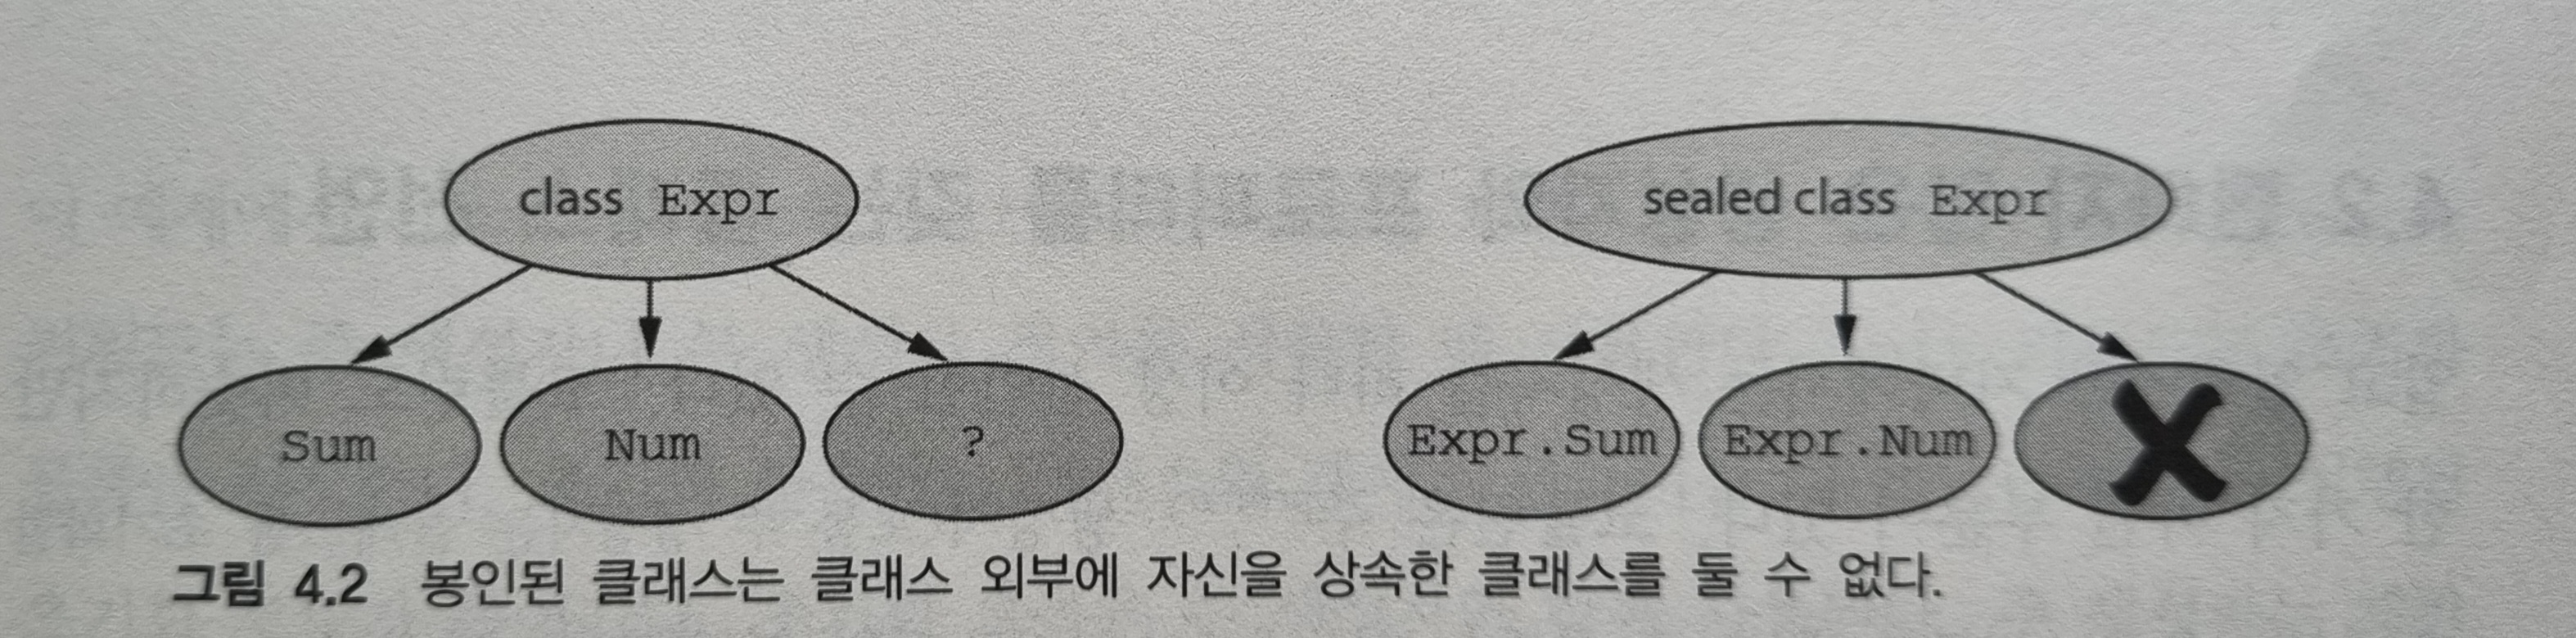 class Expr
sealed class Expr
Sum
Num
?
Expr.Sum
Expr.Num
그림 4.2 봉인된 클래스는 클래스 외부에 자신을 상속한 클래스를 둘 수 없다.